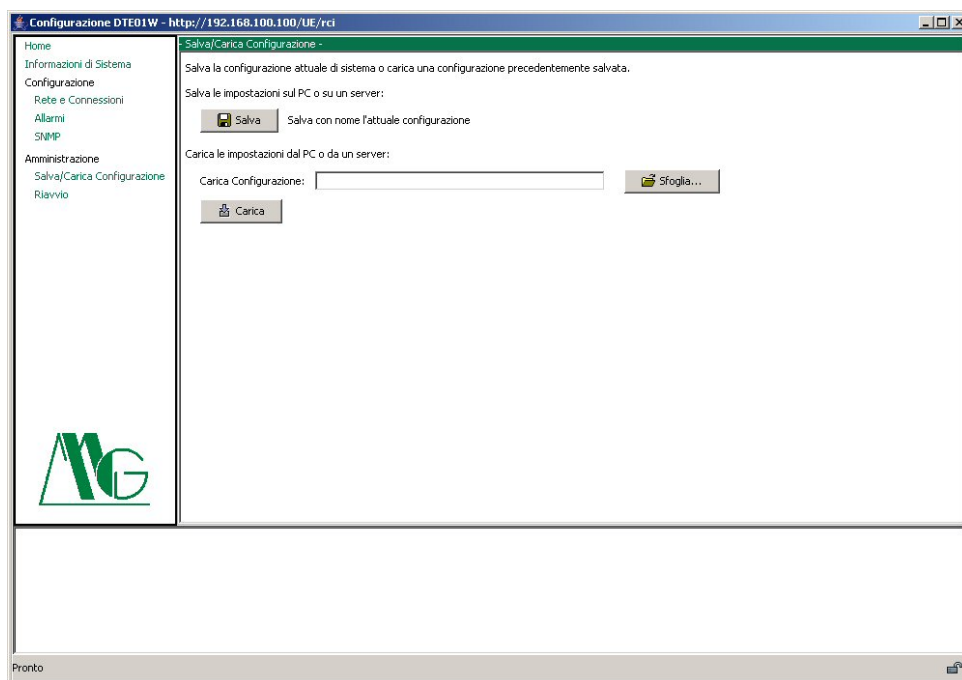 Configurazione DTE01W - http://192.168.100.100/UE/rci
Home
Informazioni di Sistema
Configurazione
Rete e Connessioni
Allarmi
SNMP
Amministrazione
Salva/Carica Configurazione
Riavvio
MG
- Salva/Carica Configurazione -
Salva la configurazione attuale di sistema o carica una configurazione precedentemente salvata.
Salva le impostazioni sul PC o su un server:
Salva Salva con nome l'attuale configurazione
Carica le impostazioni dal PC o da un server:
Carica Configurazione: Sfoglia...
Carica
Pronto